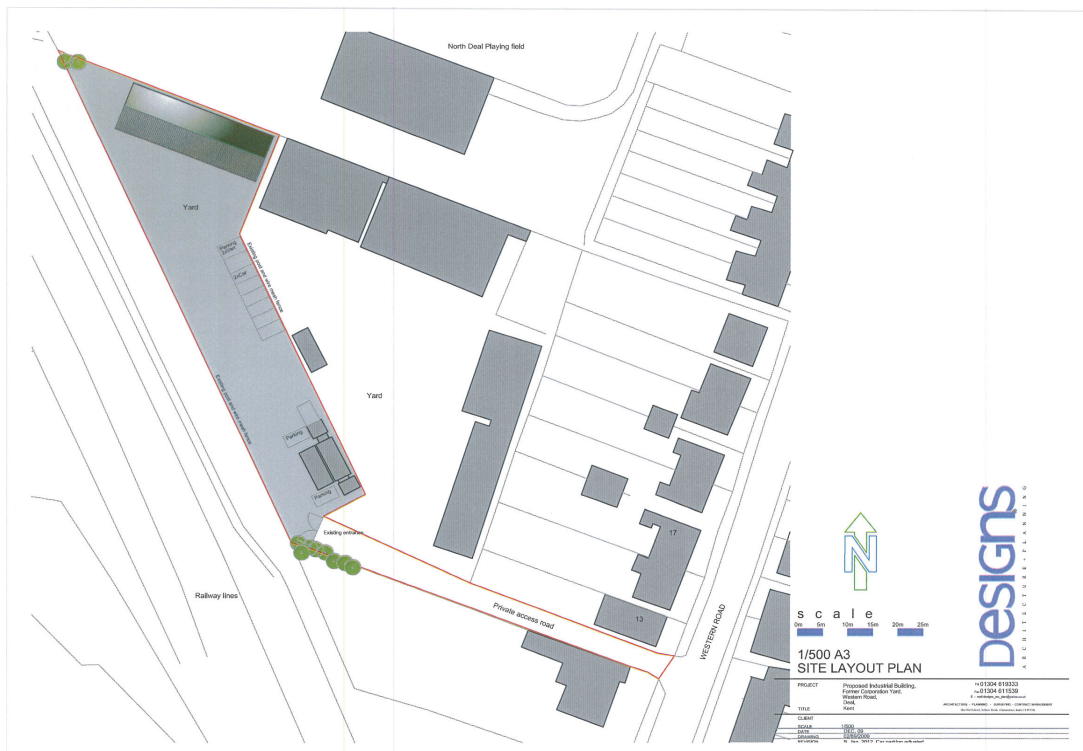 North Deal Playing field
Yard
Parking
2xVan
Existing post and wire mesh fence
2xCar
Existing post and wire mesh fence
Yard
Parking
Parking
Existing entrance
Railway lines
Private access road
17
13
WESTERN ROAD
N
scale
0m 5m 10m 15m 20m 25m
1/500 A3
SITE LAYOUT PLAN
DESIGNS
ARCHITECTURE + PLANNING
PROJECT
Proposed Industrial Building,
Former Corporation Yard,
Western Road,
Deal,
Kent
01304 619333
01304 611539
ARCHITECTURE - PLANNING - SURVEYING - CONTRACT MANAGEMENT
TITLE
CLIENT
SCALE 1/500
DATE DEC. 09
DRAWING
REVISION